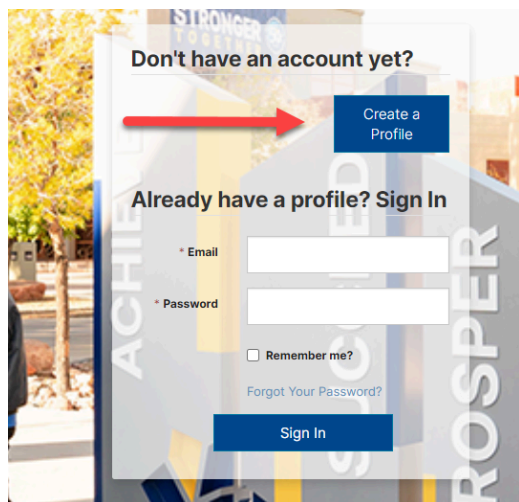 STRONGER
TOGETHER
Don't have an account yet?
Create a
Profile
Already have a profile? Sign In
* Email
* Password
Remember me?
Forgot Your Password?
Sign In
ACHIEVE
SUCCEED
PROSPER